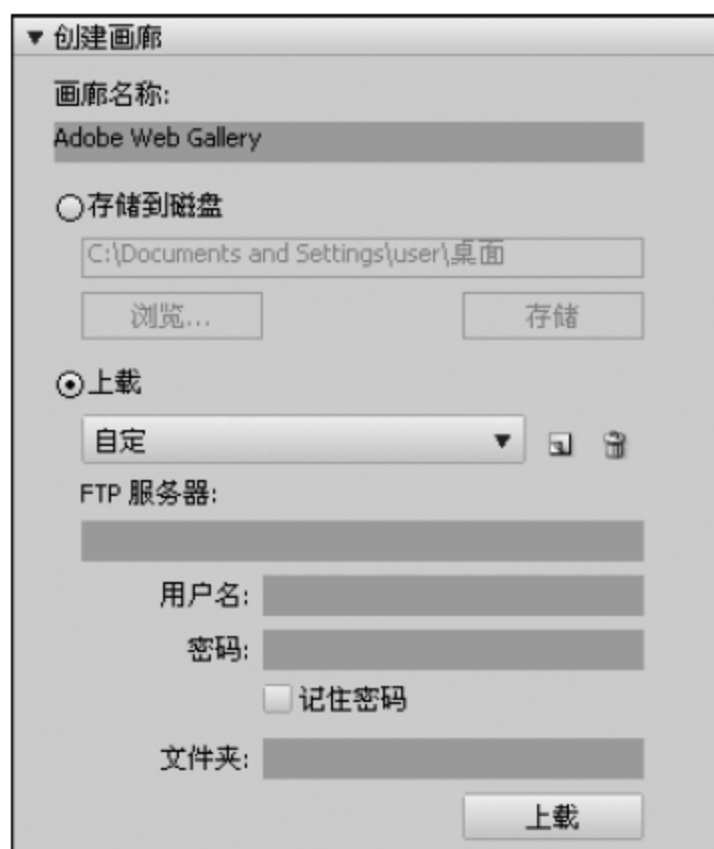 创建画廊
画廊名称:
Adobe Web Gallery
存储到磁盘
C:\Documents and Settings\user\桌面
浏览... 存储
上载
自定
FTP 服务器:
用户名:
密码:
记住密码
文件夹:
上载